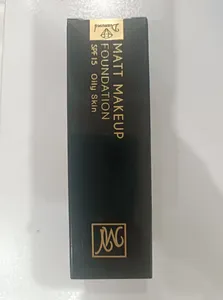 MATT MAKEUP
FOUNDATION
SPF 15 Oily Skin